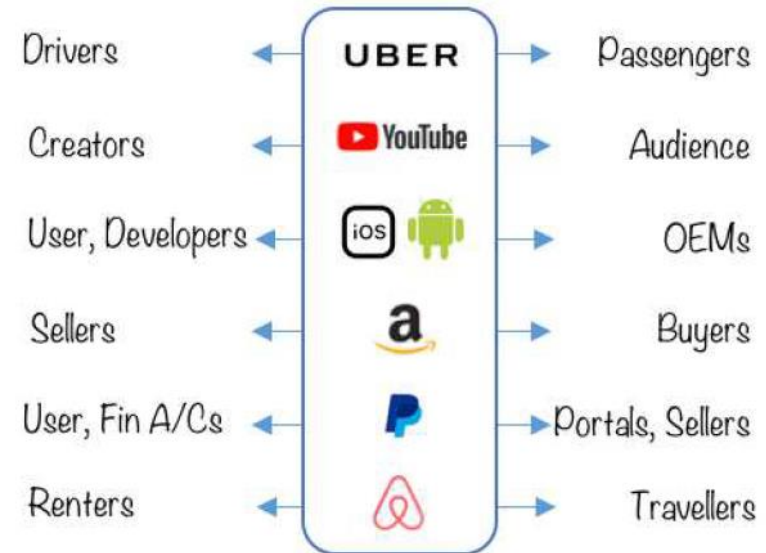 Drivers UBER Passengers
Creators YouTube Audience
User, Developers iOS OEMs
Sellers a Buyers
User, Fin A/Cs P Portals, Sellers
Renters Travellers